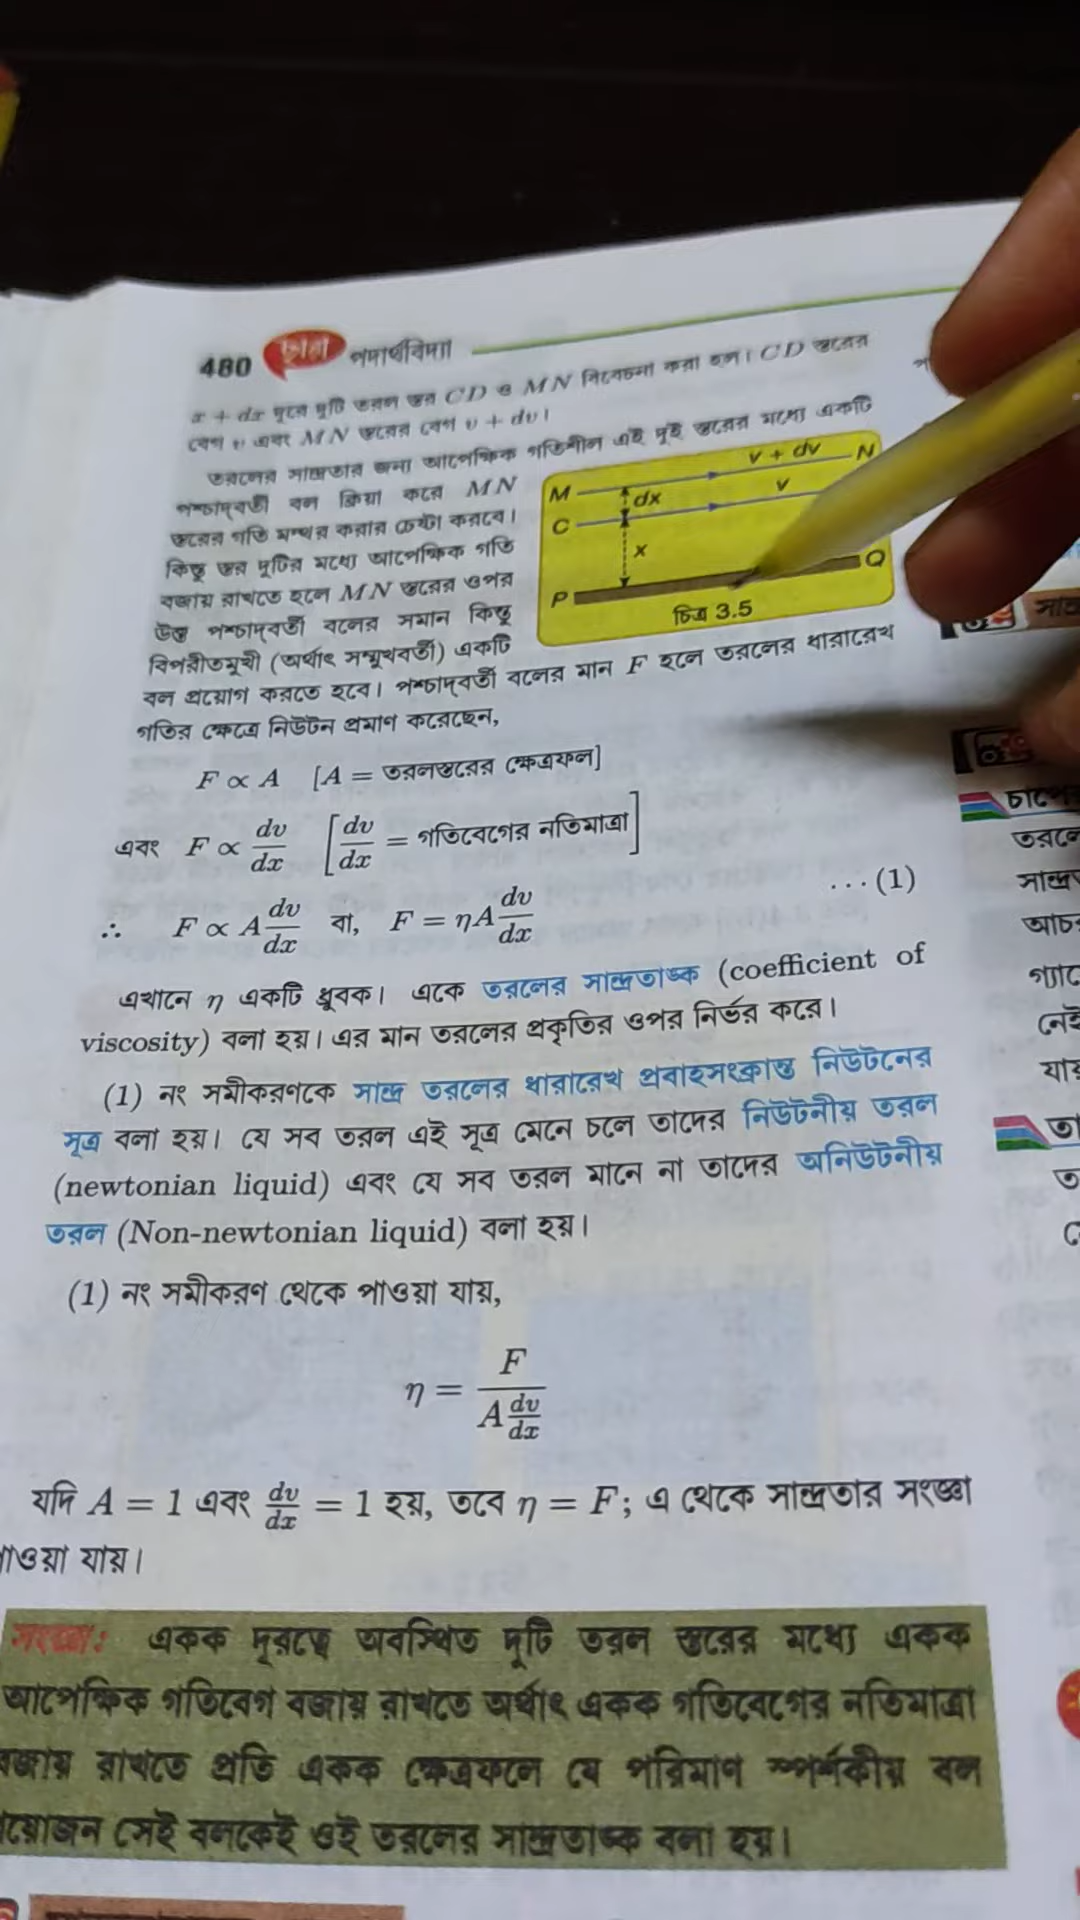 480 ছায়া পদার্থবিদ্যা
x + dx দূরে দুটি তরল স্তর CD ও MN বিবেচনা করা হল। CD স্তরের
বেগ v এবং MN স্তরের বেগ v + dv।
তরলের সান্দ্রতার জন্য আপেক্ষিক গতিশীল এই দুই স্তরের মধ্যে একটি
পশ্চাদ্‌বর্তী বল ক্রিয়া করে MN
স্তরের গতি মন্থর করার চেষ্টা করবে।
কিন্তু স্তর দুটির মধ্যে আপেক্ষিক গতি
বজায় রাখতে হলে MN স্তরের ওপর
উক্ত পশ্চাদ্‌বর্তী বলের সমান কিন্তু
বিপরীতমুখী (অর্থাৎ সম্মুখবর্তী) একটি
v + dv N
M dx v
C
x
P Q
চিত্র 3.5
বল প্রয়োগ করতে হবে। পশ্চাদ্‌বর্তী বলের মান F হলে তরলের ধারারেখ
গতির ক্ষেত্রে নিউটন প্রমাণ করেছেন,
F ∝ A [A = তরলস্তরের ক্ষেত্রফল]
এবং F ∝ dv/dx [dv/dx = গতিবেগের নতিমাত্রা]
∴ F ∝ A dv/dx বা, F = ηA dv/dx ...(1)
এখানে η একটি ধ্রুবক। একে তরলের সান্দ্রতাঙ্ক (coefficient of
viscosity) বলা হয়। এর মান তরলের প্রকৃতির ওপর নির্ভর করে।
(1) নং সমীকরণকে সান্দ্র তরলের ধারারেখ প্রবাহসংক্রান্ত নিউটনের
সূত্র বলা হয়। যে সব তরল এই সূত্র মেনে চলে তাদের নিউটনীয় তরল
(newtonian liquid) এবং যে সব তরল মানে না তাদের অনিউটনীয়
তরল (Non-newtonian liquid) বলা হয়।
(1) নং সমীকরণ থেকে পাওয়া যায়,
η = F / A dv/dx
যদি A = 1 এবং dv/dx = 1 হয়, তবে η = F; এ থেকে সান্দ্রতার সংজ্ঞা
পাওয়া যায়।
সংজ্ঞা: একক দূরত্বে অবস্থিত দুটি তরল স্তরের মধ্যে একক
আপেক্ষিক গতিবেগ বজায় রাখতে অর্থাৎ একক গতিবেগের নতিমাত্রা
বজায় রাখতে প্রতি একক ক্ষেত্রফলে যে পরিমাণ স্পর্শকীয় বল
প্রয়োজন সেই বলকেই ওই তরলের সান্দ্রতাঙ্ক বলা হয়।